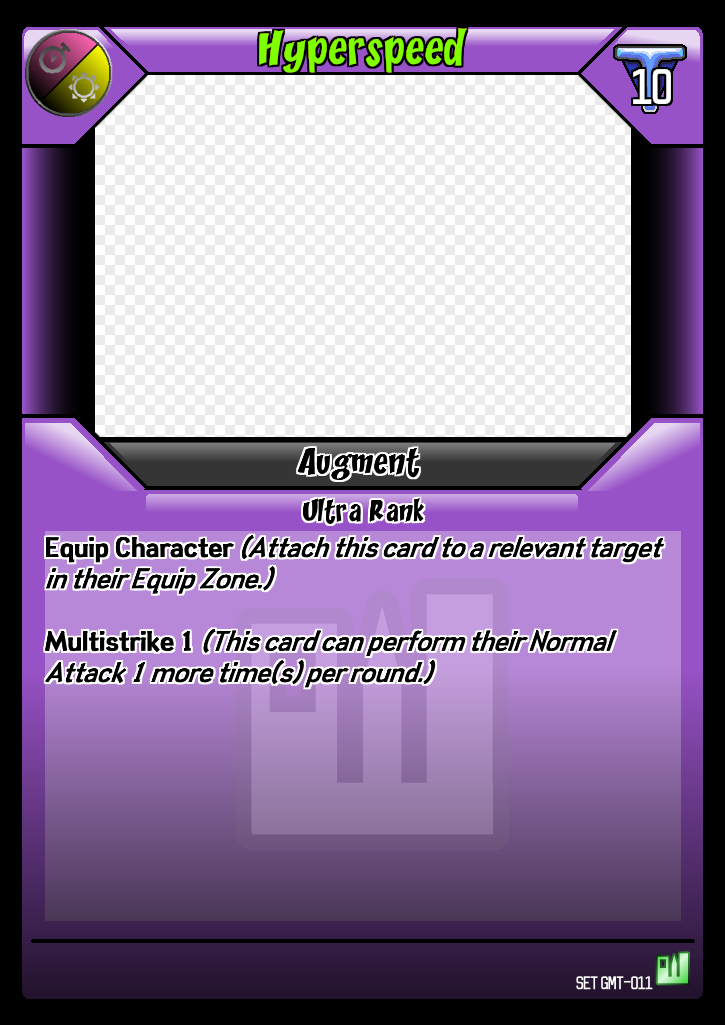 Hyperspeed
10
Augment
Ultra Rank
Equip Character (Attach this card to a relevant target
in their Equip Zone.)
Multistrike 1 (This card can perform their Normal
Attack 1 more time(s) per round.)
SET GMT-011